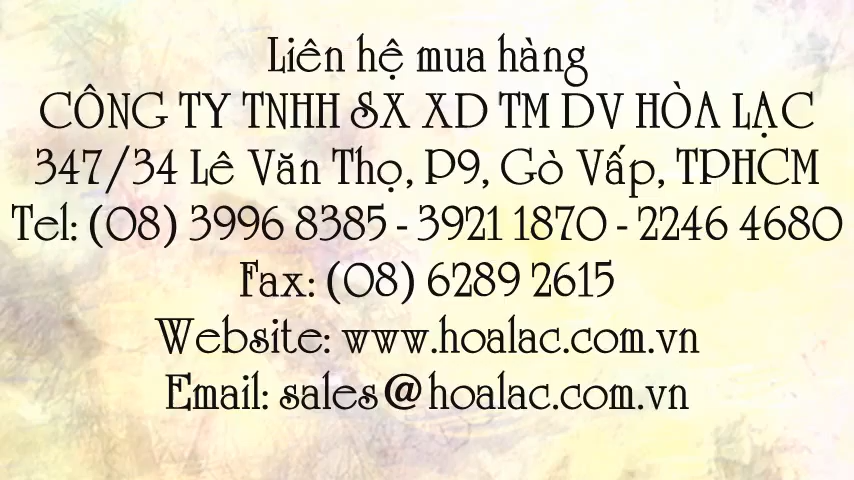 Liên hệ mua hàng
CÔNG TY TNHH SX XD TM DV HÒA LẠC
347/34 Lê Văn Thọ, P9, Gò Vấp, TPHCM
Tel: (08) 3996 8385 - 3921 1870 - 2246 4680
Fax: (08) 6289 2615
Website: www.hoalac.com.vn
Email: sales@hoalac.com.vn